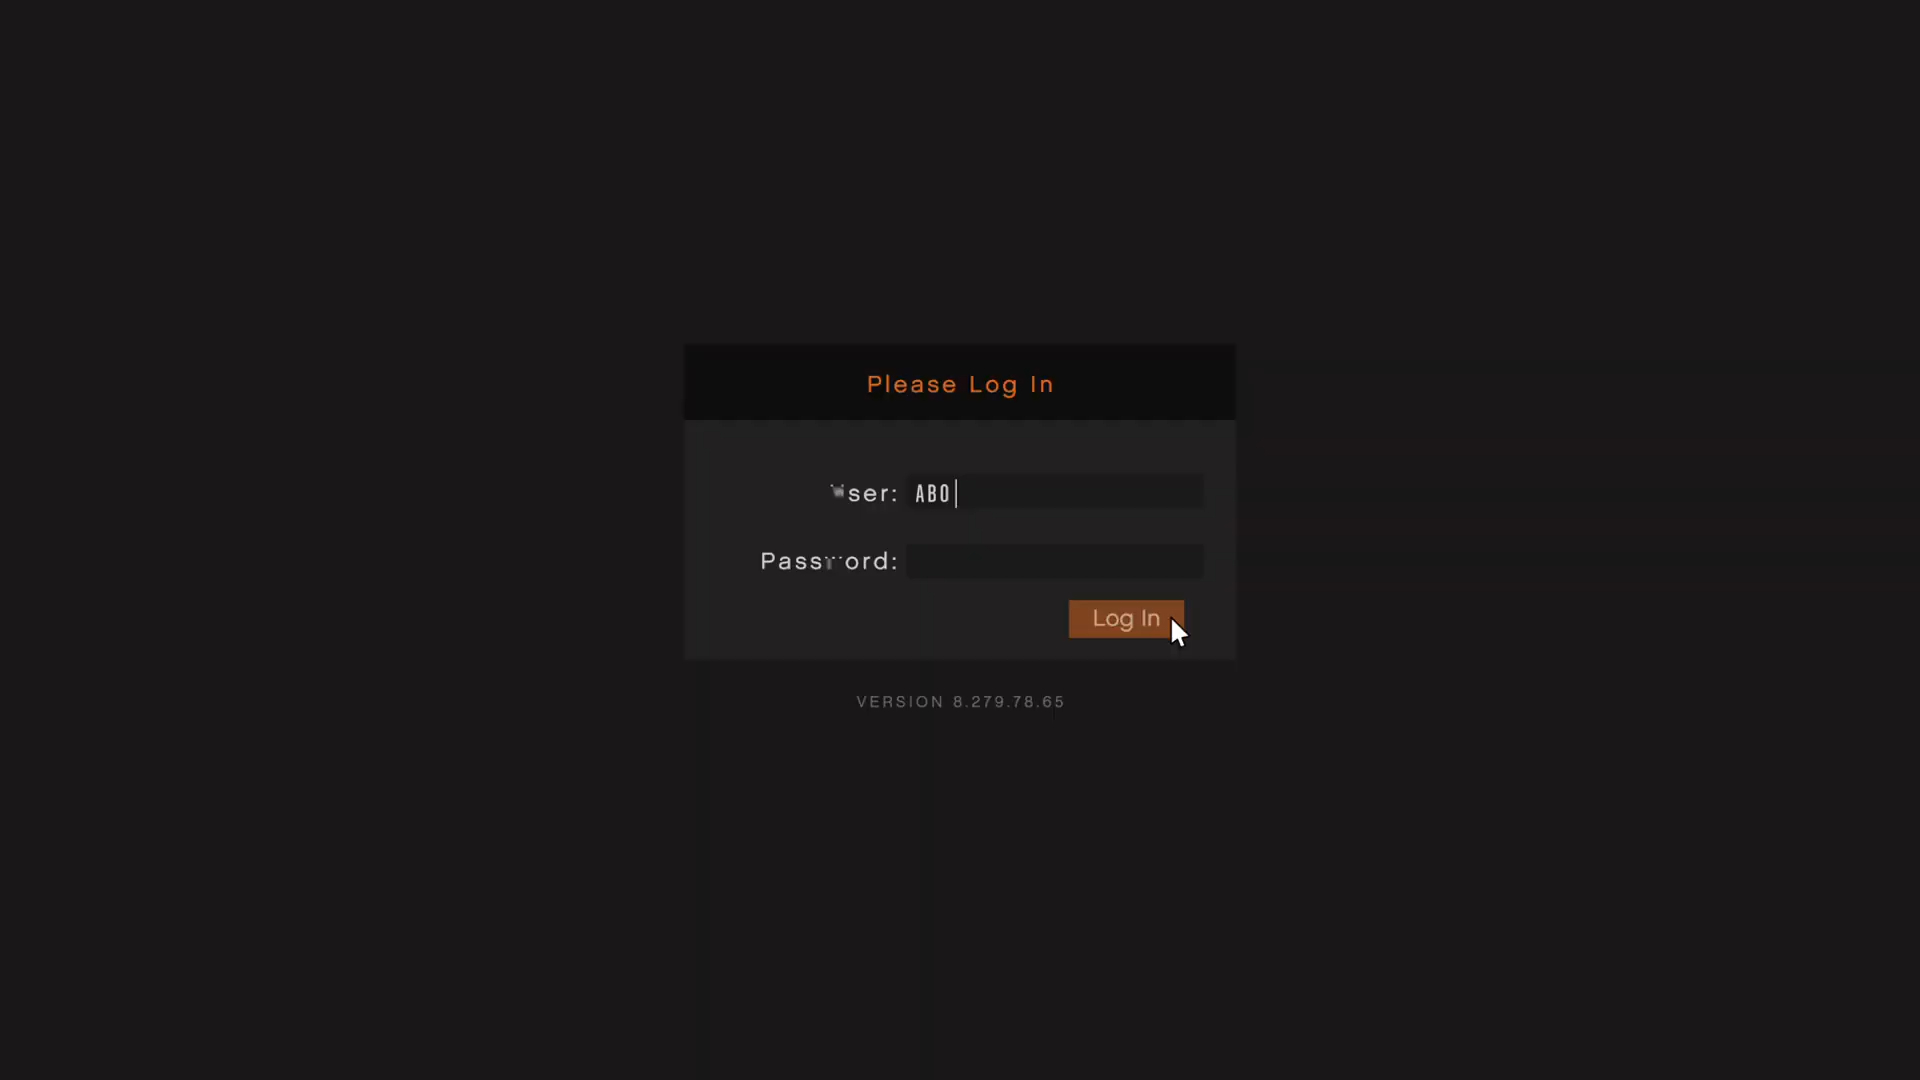 Please Log In
User: ABO
Password:
Log In
VERSION 8.279.78.65